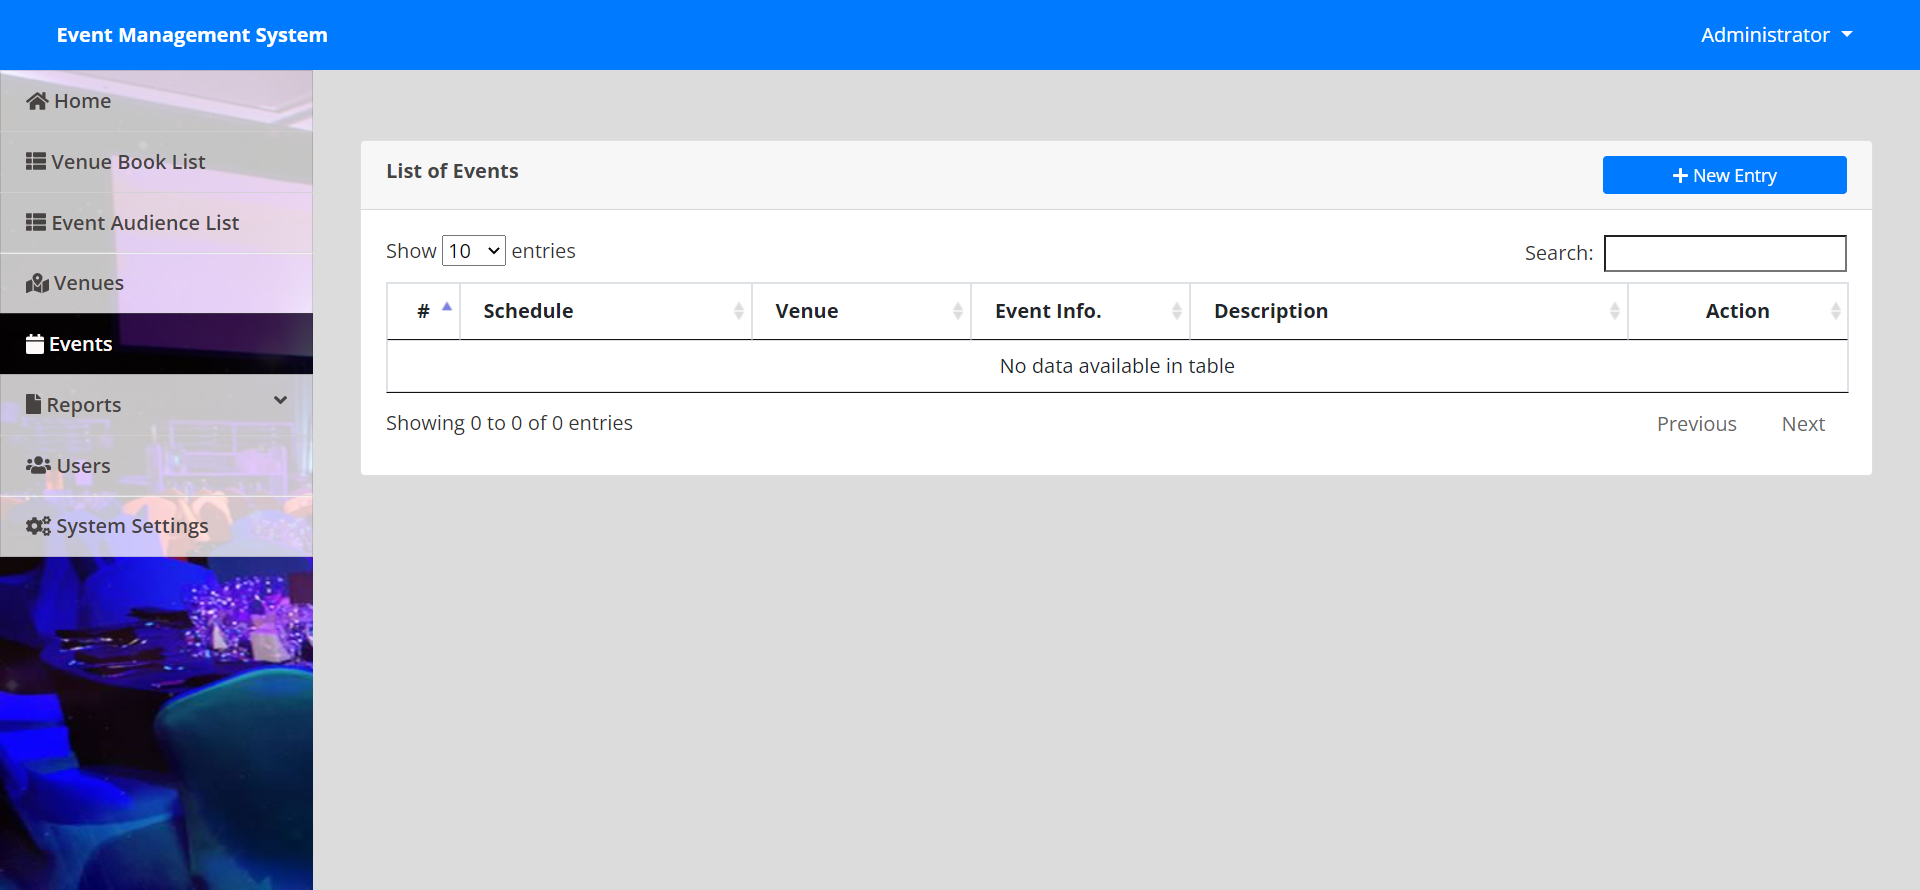 Event Management System
Administrator
Home
Venue Book List
Event Audience List
Venues
Events
Reports
Users
System Settings
List of Events
New Entry
Show 10 entries
Search:
# Schedule Venue Event Info. Description Action
No data available in table
Showing 0 to 0 of 0 entries
Previous Next